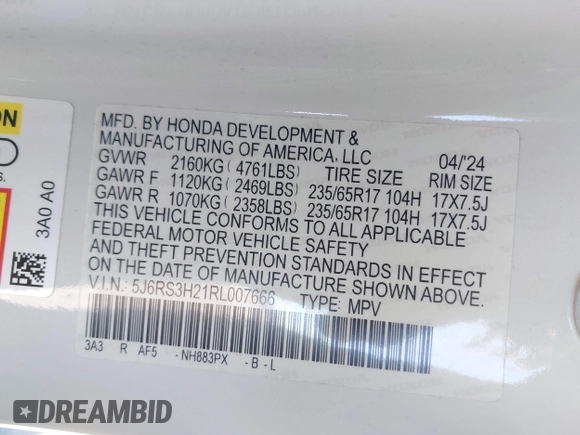 ON
s.
3A0 A0
MFD. BY HONDA DEVELOPMENT &
MANUFACTURING OF AMERICA, LLC 04/'24
GVWR 2160KG ( 4761LBS) TIRE SIZE RIM SIZE
GAWR F 1120KG ( 2469LBS) 235/65R17 104H 17X7.5J
GAWR R 1070KG ( 2358LBS) 235/65R17 104H 17X7.5J
THIS VEHICLE CONFORMS TO ALL APPLICABLE
FEDERAL MOTOR VEHICLE SAFETY
AND THEFT PREVENTION STANDARDS IN EFFECT
ON THE DATE OF MANUFACTURE SHOWN ABOVE.
V.I.N.: 5J6RS3H21RL007666 TYPE: MPV
3A3 R AF5 -NH883PX -B-L
DREAMBID